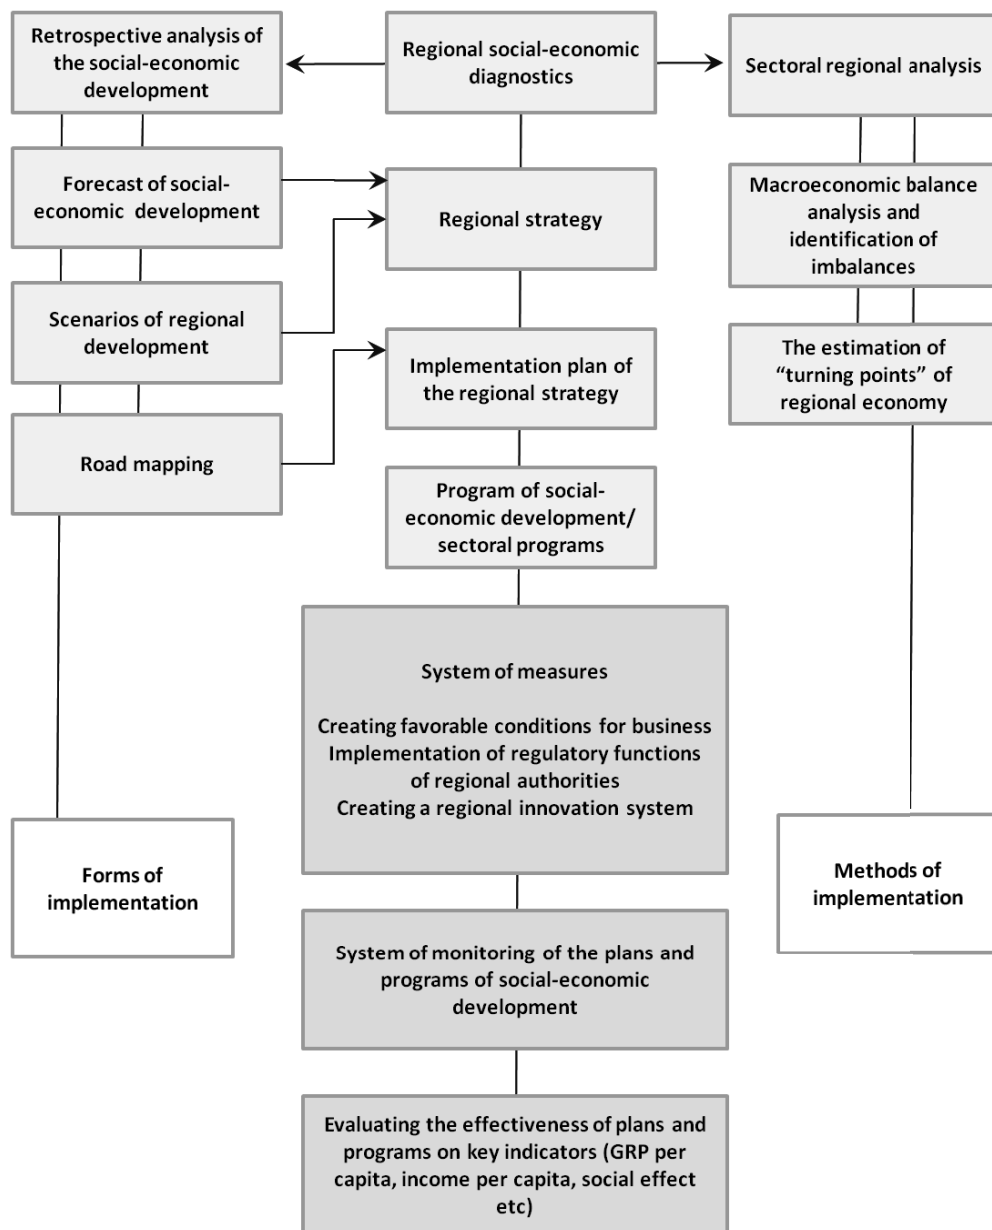 Retrospective analysis of
the social-economic
development
Regional social-economic
diagnostics
Sectoral regional analysis
Forecast of social-
economic development
Regional strategy
Macroeconomic balance
analysis and
identification of
imbalances
Scenarios of regional
development
Implementation plan of
the regional strategy
The estimation of
“turning points” of
regional economy
Road mapping
Program of social-
economic development/
sectoral programs
System of measures
Creating favorable conditions for business
Implementation of regulatory functions
of regional authorities
Creating a regional innovation system
Forms of
implementation
Methods of
implementation
System of monitoring of the plans and
programs of social-economic
development
Evaluating the effectiveness of plans and
programs on key indicators (GRP per
capita, income per capita, social effect
etc)